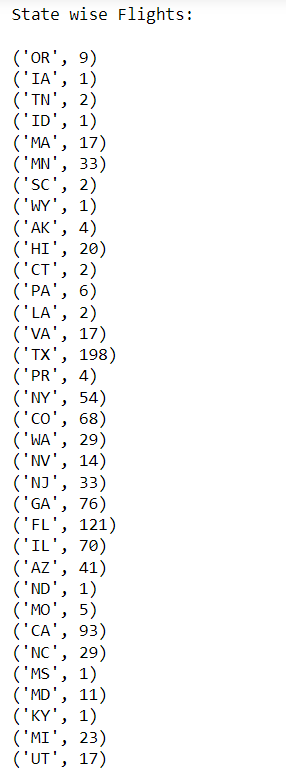 State wise Flights:
('OR', 9)
('IA', 1)
('TN', 2)
('ID', 1)
('MA', 17)
('MN', 33)
('SC', 2)
('WY', 1)
('AK', 4)
('HI', 20)
('CT', 2)
('PA', 6)
('LA', 2)
('VA', 17)
('TX', 198)
('PR', 4)
('NY', 54)
('CO', 68)
('WA', 29)
('NV', 14)
('NJ', 33)
('GA', 76)
('FL', 121)
('IL', 70)
('AZ', 41)
('ND', 1)
('MO', 5)
('CA', 93)
('NC', 29)
('MS', 1)
('MD', 11)
('KY', 1)
('MI', 23)
('UT', 17)